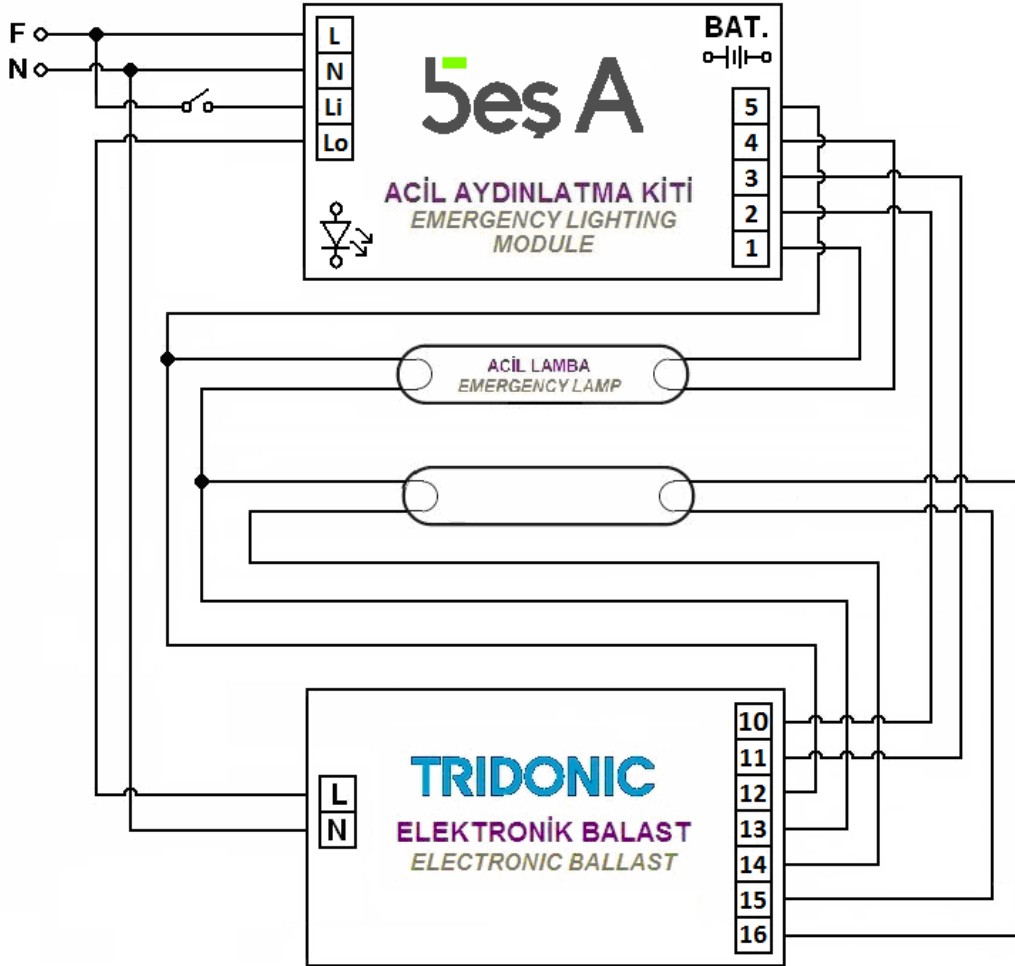 F
N
L
N
Li
Lo
BAT.
5
4
3
2
1
beş A
ACİL AYDINLATMA KİTİ
EMERGENCY LIGHTING
MODULE
ACİL LAMBA
EMERGENCY LAMP
10
11
12
13
14
15
16
L
N
TRIDONIC
ELEKTRONİK BALAST
ELECTRONIC BALLAST